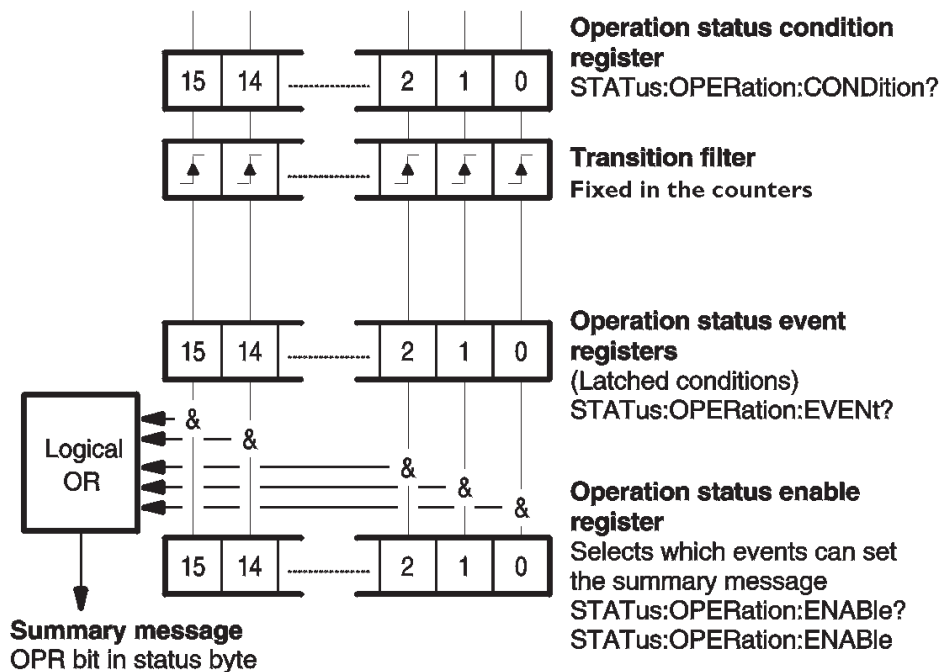 Operation status condition
register
STATus:OPERation:CONDition?
15 14 2 1 0
Transition filter
Fixed in the counters
15 14 2 1 0
Operation status event
registers
(Latched conditions)
STATus:OPERation:EVENt?
&
&
&
&
&
Logical
OR
Operation status enable
register
Selects which events can set
the summary message
STATus:OPERation:ENABle?
STATus:OPERation:ENABle
15 14 2 1 0
Summary message
OPR bit in status byte